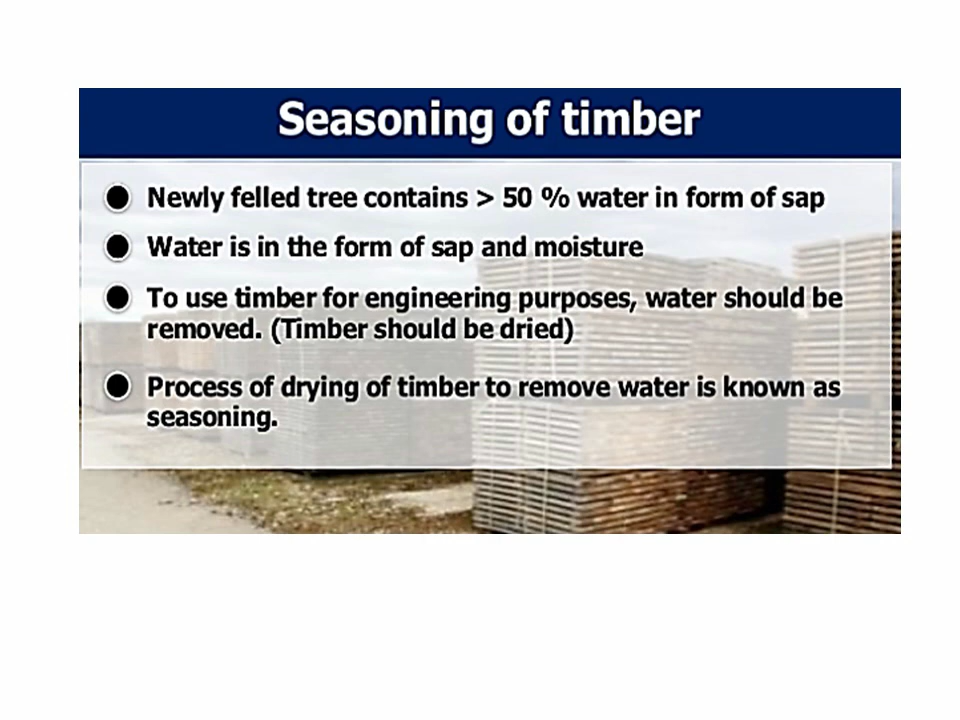 Seasoning of timber
● Newly felled tree contains > 50 % water in form of sap
● Water is in the form of sap and moisture
● To use timber for engineering purposes, water should be
removed. (Timber should be dried)
● Process of drying of timber to remove water is known as
seasoning.